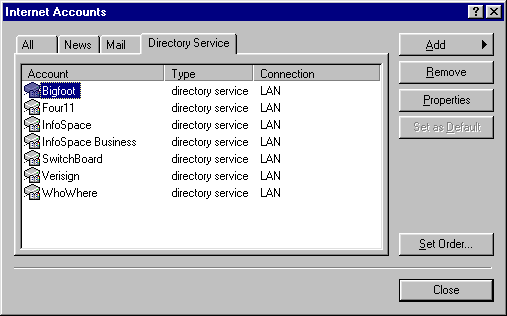 Internet Accounts
All News Mail Directory Service
Account Type Connection
Bigfoot directory service LAN
Four11 directory service LAN
InfoSpace directory service LAN
InfoSpace Business directory service LAN
SwitchBoard directory service LAN
Verisign directory service LAN
WhoWhere directory service LAN
Add
Remove
Properties
Set as Default
Set Order...
Close